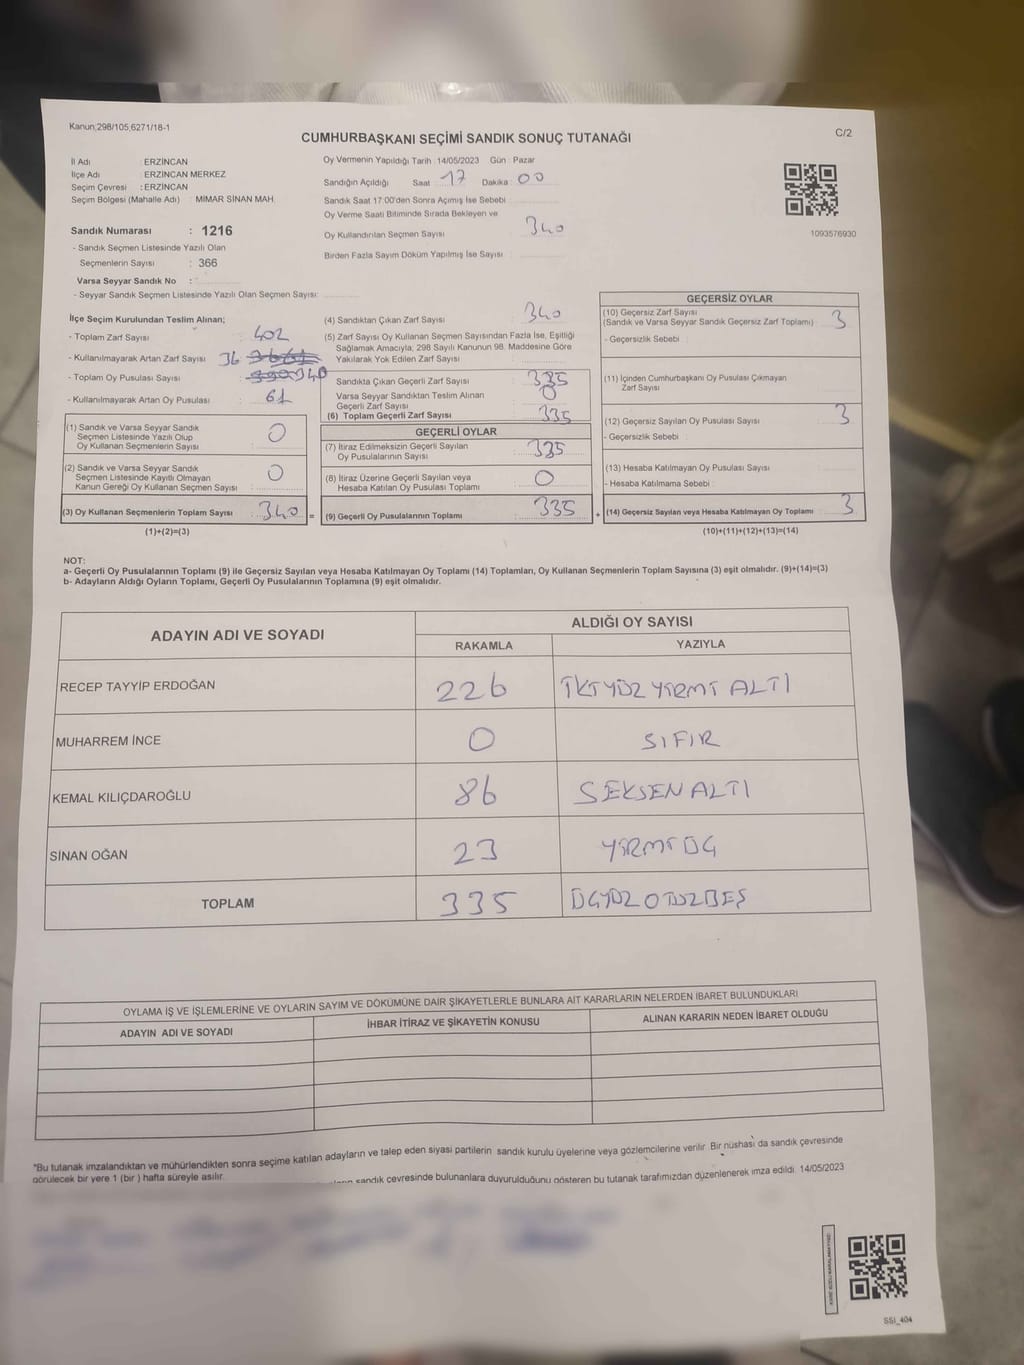 Kanun;298/105;6271/18-1
C/2
CUMHURBAŞKANI SEÇİMİ SANDIK SONUÇ TUTANAĞI
İl Adı : ERZİNCAN
İlçe Adı : ERZİNCAN MERKEZ
Seçim Çevresi : ERZİNCAN
Seçim Bölgesi (Mahalle Adı) : MİMAR SİNAN MAH.
Sandık Numarası : 1216
- Sandık Seçmen Listesinde Yazılı Olan
Seçmenlerin Sayısı : 366
Varsa Seyyar Sandık No :
- Seyyar Sandık Seçmen Listesinde Yazılı Olan Seçmen Sayısı:
Oy Vermenin Yapıldığı Tarih : 14/05/2023 Gün : Pazar
Sandığın Açıldığı Saat : 17 Dakika : 00
Sandık Saat 17:00'den Sonra Açılmış İse Sebebi :
Oy Verme Saati Bitiminde Sırada Bekleyen ve
Oy Kullandırılan Seçmen Sayısı : 340
Birden Fazla Sayım Döküm Yapılmış İse Sayısı :
1093576930
İlçe Seçim Kurulundan Teslim Alınan;
- Toplam Zarf Sayısı : 402
- Kullanılmayarak Artan Zarf Sayısı 36
- Toplam Oy Pusulası Sayısı : 340
- Kullanılmayarak Artan Oy Pusulası : 61
(1) Sandık ve Varsa Seyyar Sandık
Seçmen Listesinde Yazılı Olup
Oy Kullanan Seçmenlerin Sayısı : 0
(2) Sandık ve Varsa Seyyar Sandık
Seçmen Listesinde Kayıtlı Olmayan
Kanun Gereği Oy Kullanan Seçmen Sayısı : 0
(3) Oy Kullanan Seçmenlerin Toplam Sayısı : 340 =
(1)+(2)=(3)
(4) Sandıktan Çıkan Zarf Sayısı : 340
(5) Zarf Sayısı Oy Kullanan Seçmen Sayısından Fazla İse, Eşitliği
Sağlamak Amacıyla, 298 Sayılı Kanunun 98. Maddesine Göre
Yakılarak Yok Edilen Zarf Sayısı :
Sandıkta Çıkan Geçerli Zarf Sayısı : 335
Varsa Seyyar Sandıktan Teslim Alınan
Geçerli Zarf Sayısı : 0
(6) Toplam Geçerli Zarf Sayısı : 335
GEÇERLİ OYLAR
(7) İtiraz Edilmeksizin Geçerli Sayılan
Oy Pusulalarının Sayısı : 335
(8) İtiraz Üzerine Geçerli Sayılan veya
Hesaba Katılan Oy Pusulası Toplamı : 0
(9) Geçerli Oy Pusulalarının Toplamı : 335 +
GEÇERSİZ OYLAR
(10) Geçersiz Zarf Sayısı
(Sandık ve Varsa Seyyar Sandık Geçersiz Zarf Toplamı) : 3
- Geçersizlik Sebebi :
(11) İçinden Cumhurbaşkanı Oy Pusulası Çıkmayan
Zarf Sayısı :
(12) Geçersiz Sayılan Oy Pusulası Sayısı : 3
- Geçersizlik Sebebi :
(13) Hesaba Katılmayan Oy Pusulası Sayısı :
- Hesaba Katılmama Sebebi :
(14) Geçersiz Sayılan veya Hesaba Katılmayan Oy Toplamı : 3
(10)+(11)+(12)+(13)=(14)
NOT:
a- Geçerli Oy Pusulalarının Toplamı (9) ile Geçersiz Sayılan veya Hesaba Katılmayan Oy Toplamı (14) Toplamları, Oy Kullanan Seçmenlerin Toplam Sayısına (3) eşit olmalıdır. (9)+(14)=(3)
b- Adayların Aldığı Oyların Toplamı, Geçerli Oy Pusulalarının Toplamına (9) eşit olmalıdır.
ADAYIN ADI VE SOYADI
ALDIĞI OY SAYISI
RAKAMLA YAZIYLA
RECEP TAYYİP ERDOĞAN 226 İKİYÜZ YİRMİ ALTI
MUHARREM İNCE 0 SIFIR
KEMAL KILIÇDAROĞLU 86 SEKSEN ALTI
SİNAN OĞAN 23 YİRMİ ÜÇ
TOPLAM 335 ÜÇYÜZ OTUZBEŞ
OYLAMA İŞ VE İŞLEMLERİNE VE OYLARIN SAYIM VE DÖKÜMÜNE DAİR ŞİKAYETLERLE BUNLARA AİT KARARLARIN NELERDEN İBARET BULUNDUKLARI
ADAYIN ADI VE SOYADI İHBAR İTİRAZ VE ŞİKAYETİN KONUSU ALINAN KARARIN NEDEN İBARET OLDUĞU
*Bu tutanak imzalandıktan ve mühürlendikten sonra seçime katılan adayların ve talep eden siyasi partilerin sandık kurulu üyelerine veya gözlemcilerine verilir. Bir nüshası da sandık çevresinde
görülecek bir yere 1 (bir ) hafta süreyle asılır.
sandık çevresinde bulunanlara duyurulduğunu gösteren bu tutanak tarafımızdan düzenlenerek imza edildi. 14/05/2023
SSI_404